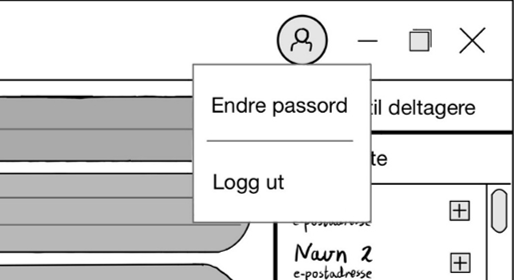 Endre passord
til deltagere
te
Logg ut
e-postadresse
Navn 2
e-postadresse